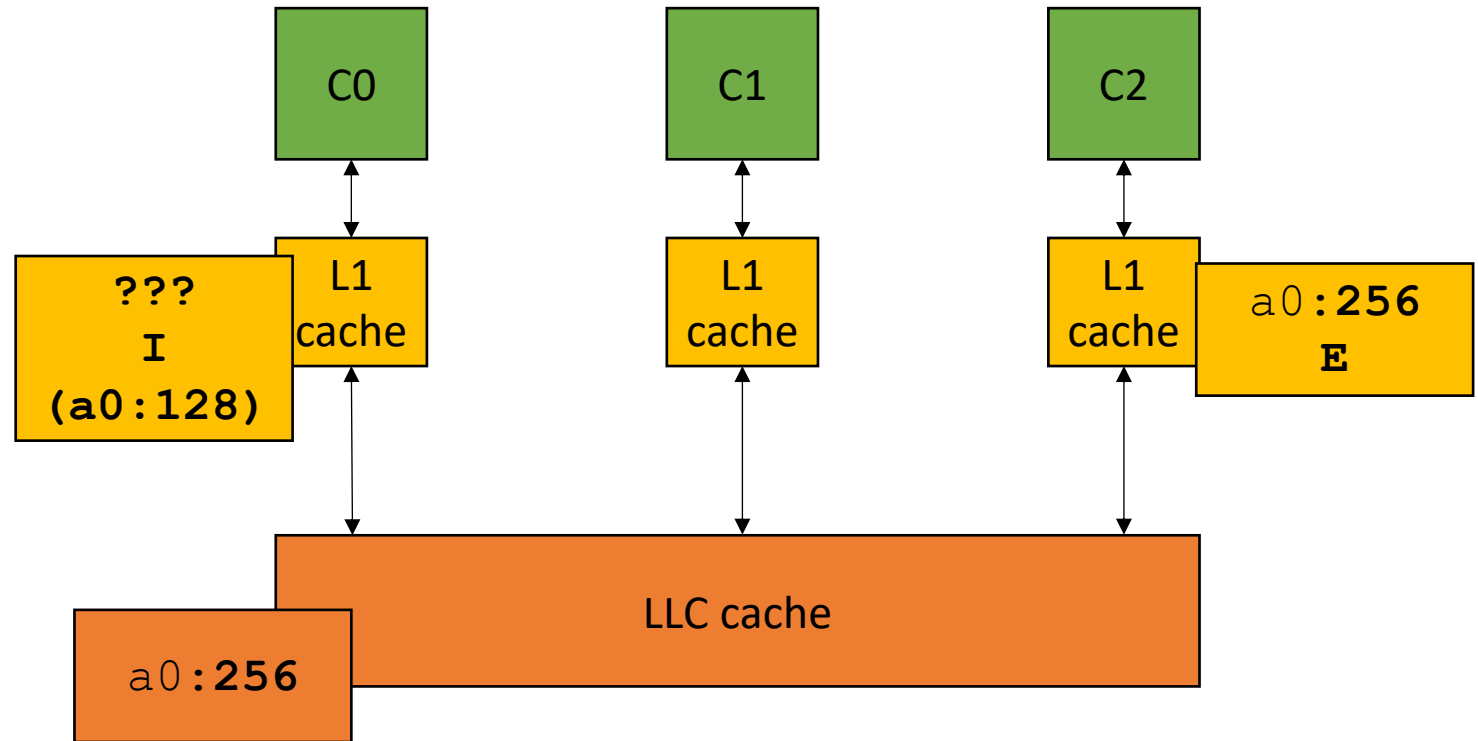 C0
C1
C2
???
I
(a0:128)
L1
cache
L1
cache
L1
cache
a0:256
E
LLC cache
a0:256